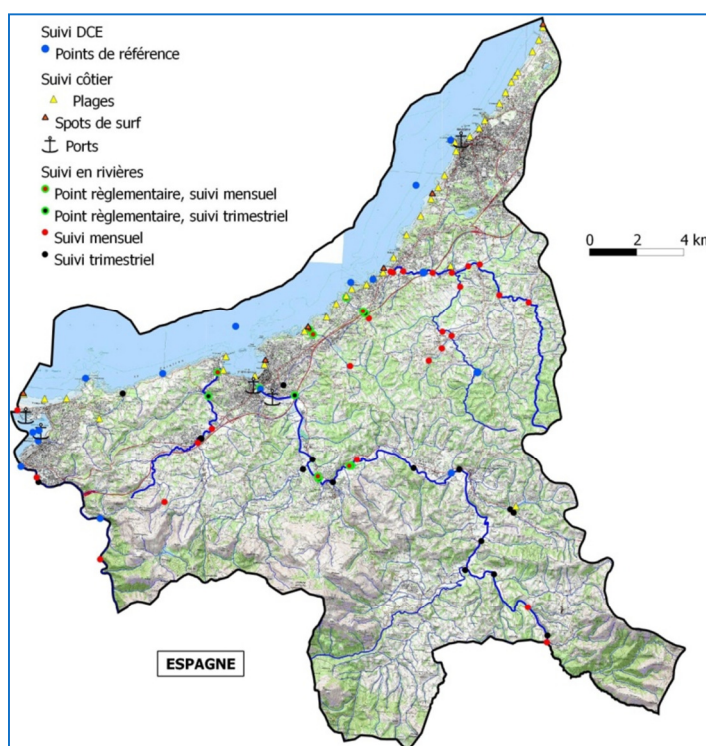 Suivi DCE
Points de référence
Suivi côtier
Plages
Spots de surf
Ports
Suivi en rivières
Point règlementaire, suivi mensuel
Point règlementaire, suivi trimestriel
Suivi mensuel
Suivi trimestriel
0 2 4 km
ESPAGNE